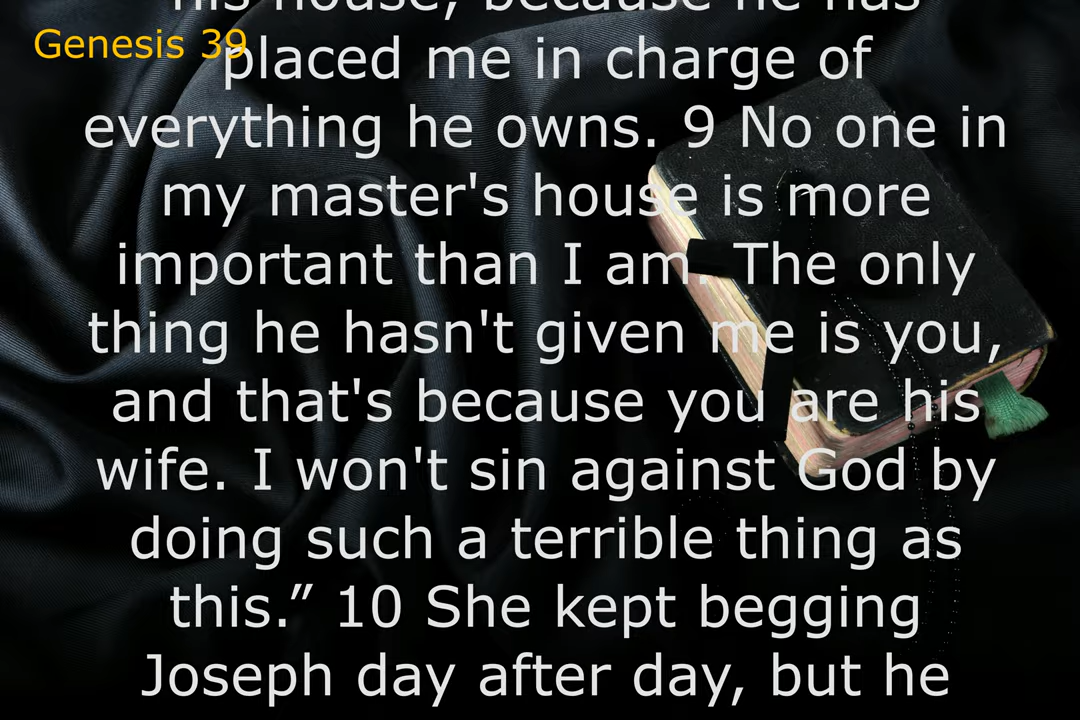 his house, because he has
Genesis 39
placed me in charge of
everything he owns. 9 No one in
my master's house is more
important than I am. The only
thing he hasn't given me is you,
and that's because you are his
wife. I won't sin against God by
doing such a terrible thing as
this.” 10 She kept begging
Joseph day after day, but he